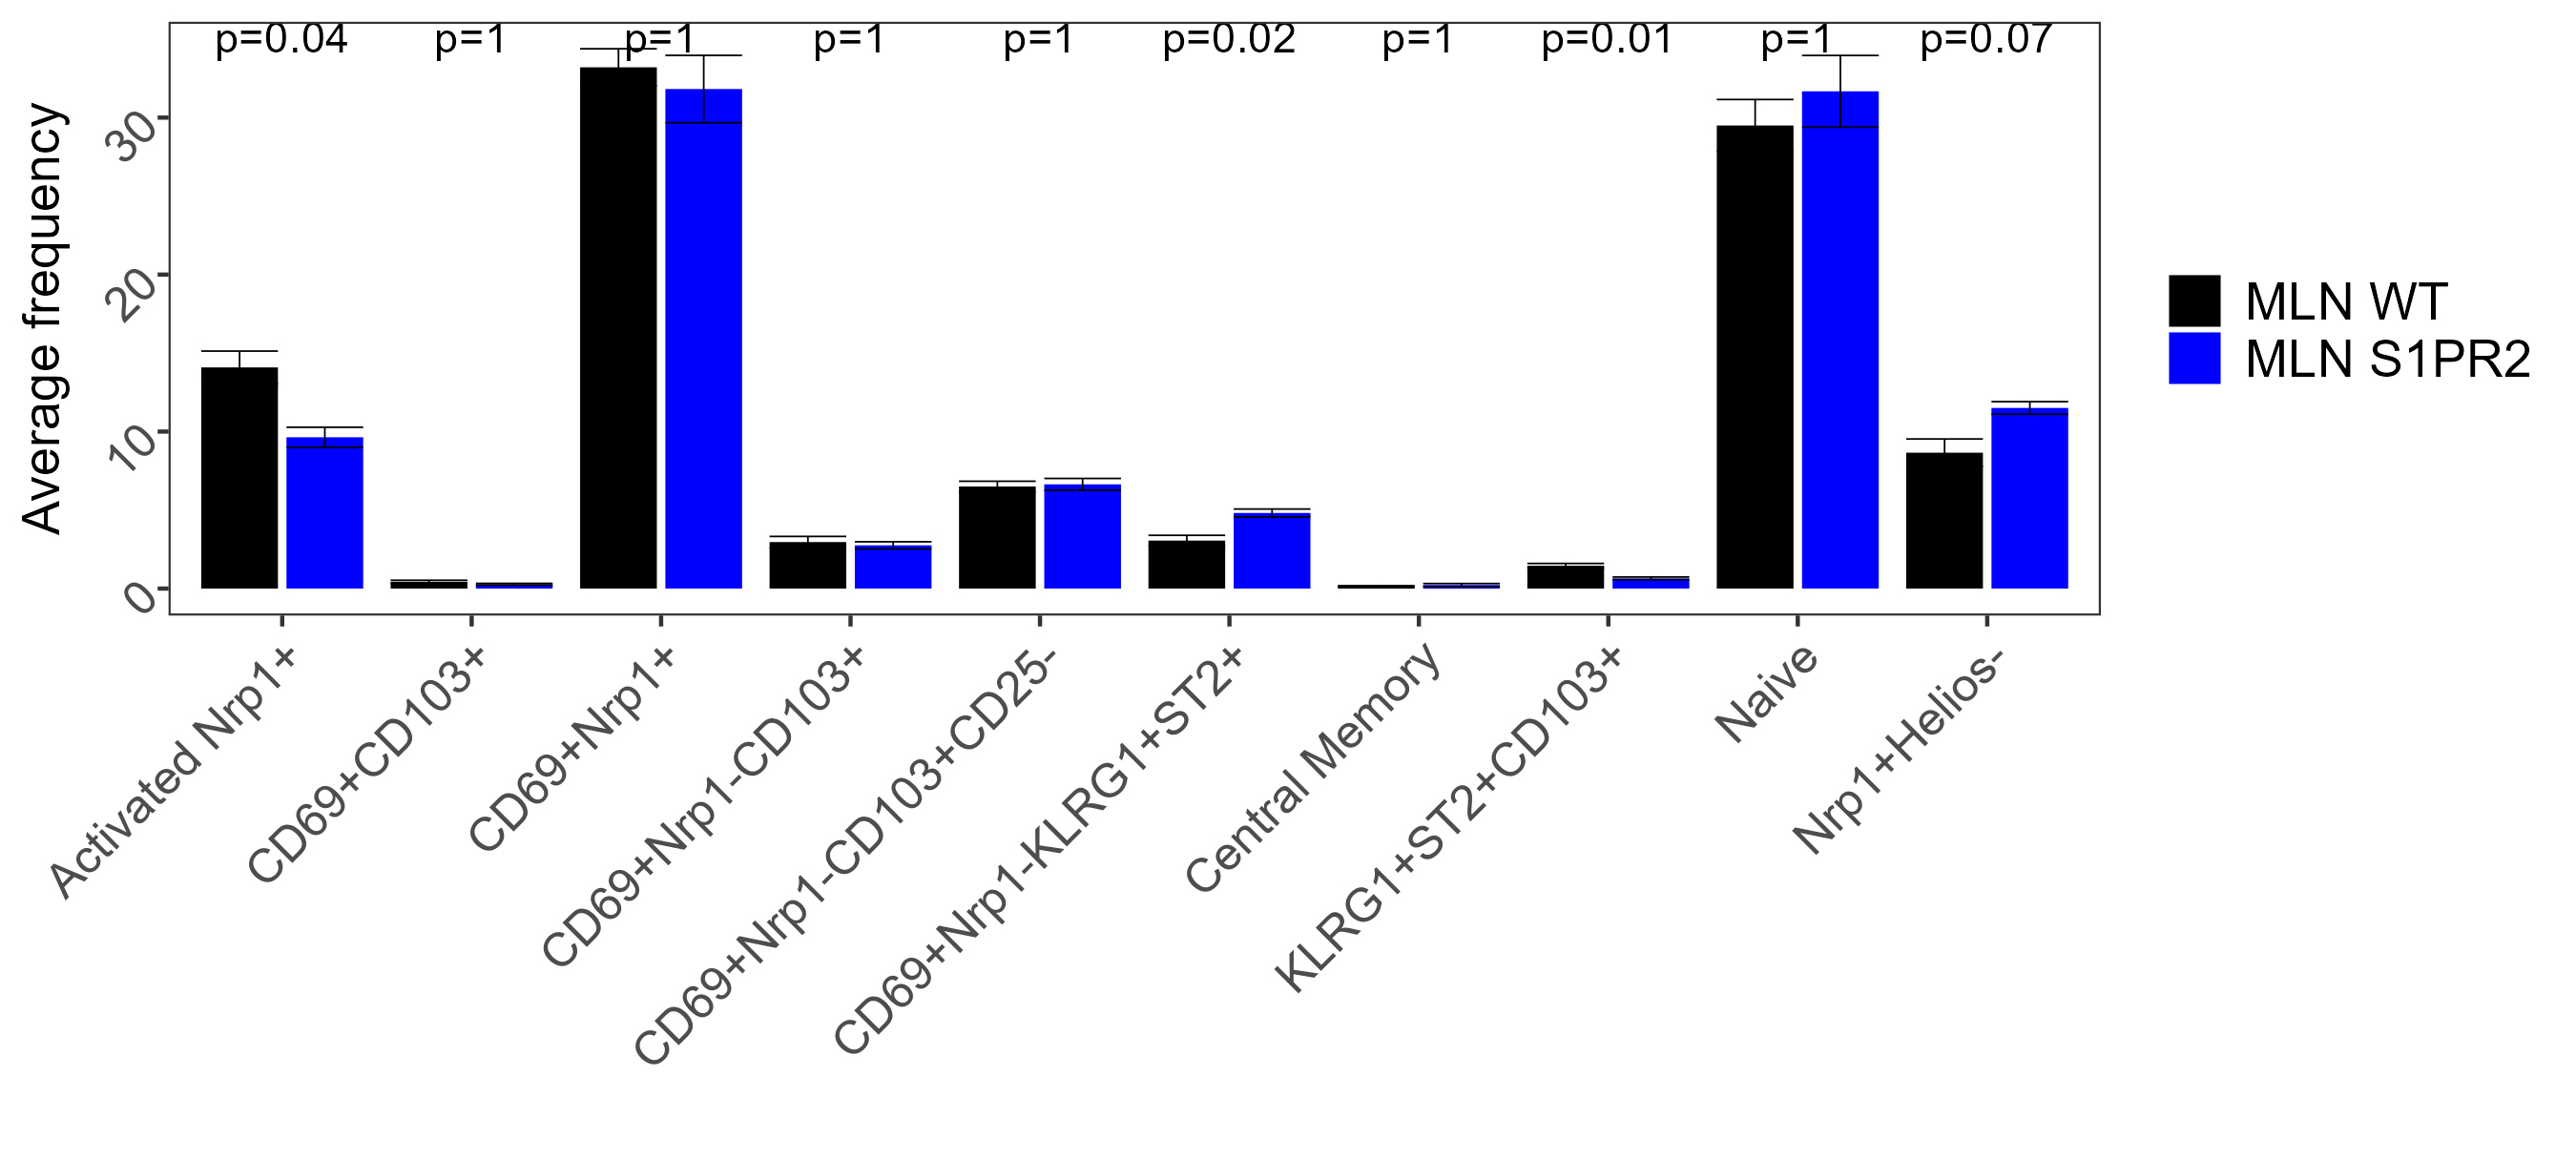 p=0.04 p=1 p=1 p=1 p=1 p=0.02 p=1 p=0.01 p=1 p=0.07
Average frequency
30
20
10
0
Activated Nrp1+
CD69+CD103+
CD69+Nrp1+
CD69+Nrp1-CD103+
CD69+Nrp1-CD103+CD25-
CD69+Nrp1-KLRG1+ST2+
Central Memory
KLRG1+ST2+CD103+
Naive
Nrp1+Helios-
MLN WT
MLN S1PR2